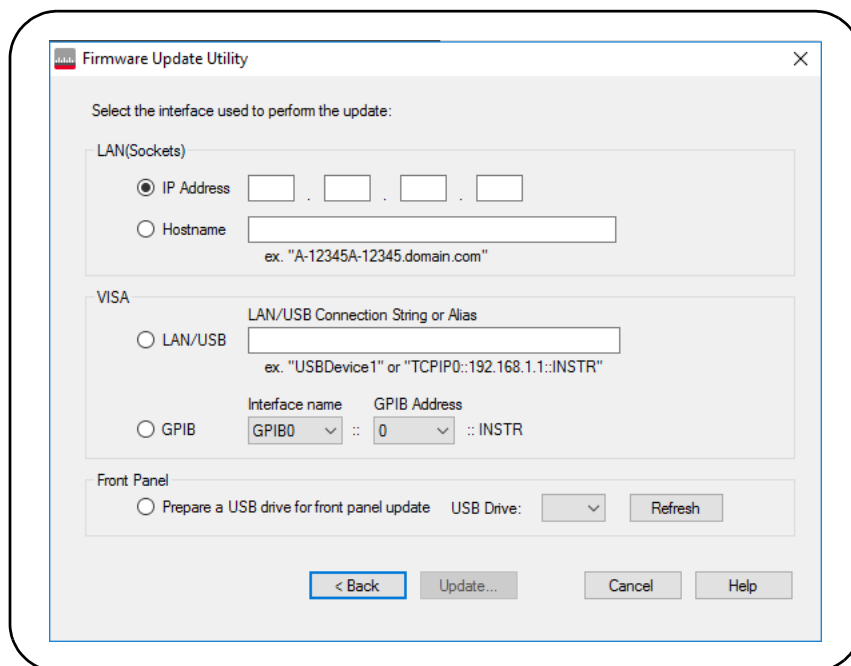 Firmware Update Utility
Select the interface used to perform the update:
LAN(Sockets)
IP Address . . .
Hostname
ex. "A-12345A-12345.domain.com"
VISA
LAN/USB Connection String or Alias
LAN/USB
ex. "USBDevice1" or "TCPIP0::192.168.1.1::INSTR"
Interface name GPIB Address
GPIB GPIB0 :: 0 :: INSTR
Front Panel
Prepare a USB drive for front panel update USB Drive: Refresh
< Back Update... Cancel Help